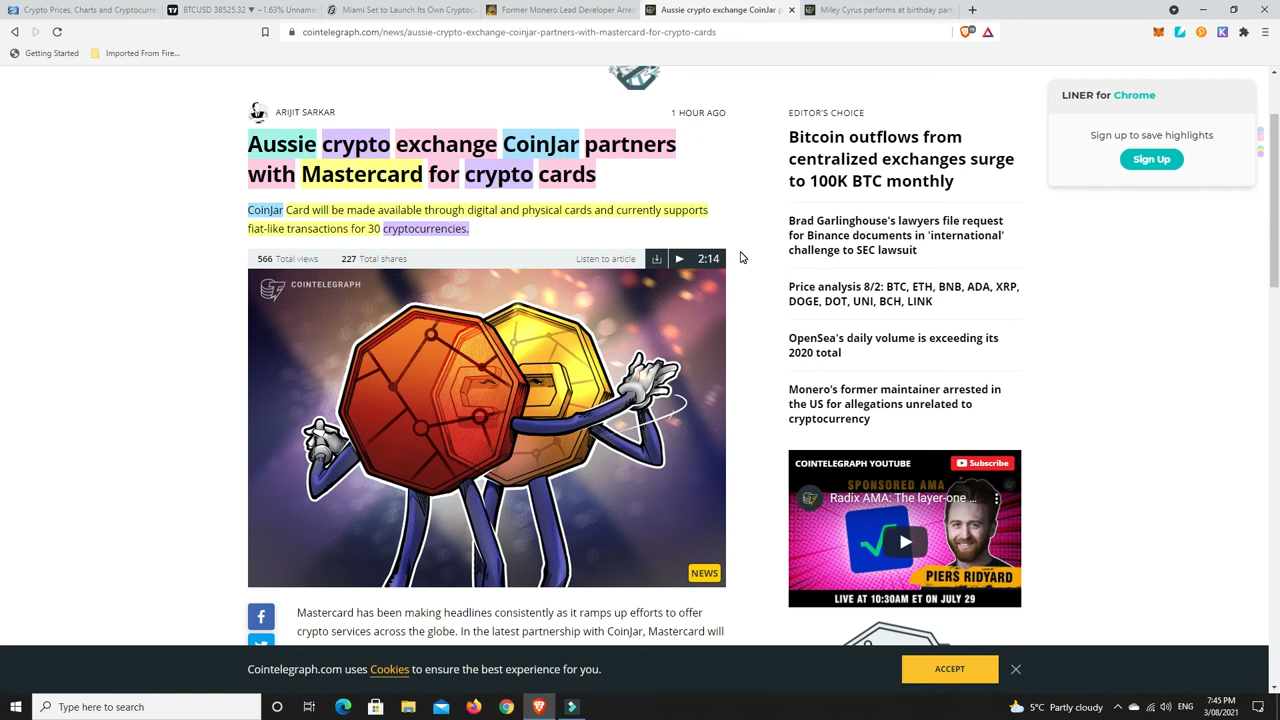 Crypto Prices, Charts and Cryptocurr
BTCUSD 38525.32 ▼ −1.63% Unname
Miami Set to Launch Its Own Cryptoc
Former Monero Lead Developer Arres
Aussie crypto exchange CoinJar p
Miley Cyrus performs at birthday part
cointelegraph.com/news/aussie-crypto-exchange-coinjar-partners-with-mastercard-for-crypto-cards
Getting Started
Imported From Fire...
ARIJIT SARKAR
1 HOUR AGO
Aussie crypto exchange CoinJar partners
with Mastercard for crypto cards
CoinJar Card will be made available through digital and physical cards and currently supports
fiat-like transactions for 30 cryptocurrencies.
566 Total views
227 Total shares
Listen to article
2:14
COINTELEGRAPH
NEWS
Mastercard has been making headlines consistently as it ramps up efforts to offer
crypto services across the globe. In the latest partnership with CoinJar, Mastercard will
EDITOR'S CHOICE
Bitcoin outflows from
centralized exchanges surge
to 100K BTC monthly
Brad Garlinghouse's lawyers file request
for Binance documents in 'international'
challenge to SEC lawsuit
Price analysis 8/2: BTC, ETH, BNB, ADA, XRP,
DOGE, DOT, UNI, BCH, LINK
OpenSea's daily volume is exceeding its
2020 total
Monero's former maintainer arrested in
the US for allegations unrelated to
cryptocurrency
COINTELEGRAPH YOUTUBE
Subscribe
SPONSORED AMA
Radix AMA: The layer-one ...
PIERS RIDYARD
LIVE AT 10:30AM ET ON JULY 29
LINER for Chrome
Sign up to save highlights
Sign Up
Cointelegraph.com uses Cookies to ensure the best experience for you.
ACCEPT
Type here to search
5°C Partly cloudy
ENG
7:45 PM
3/08/2021